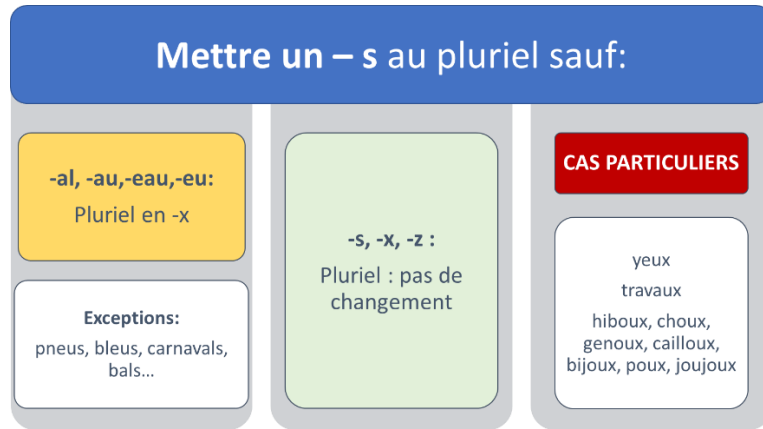 Mettre un – s au pluriel sauf:
-al, -au,-eau,-eu:
Pluriel en -x
Exceptions:
pneus, bleus, carnavals,
bals...
-s, -x, -z :
Pluriel : pas de
changement
CAS PARTICULIERS
yeux
travaux
hiboux, choux,
genoux, cailloux,
bijoux, poux, joujoux